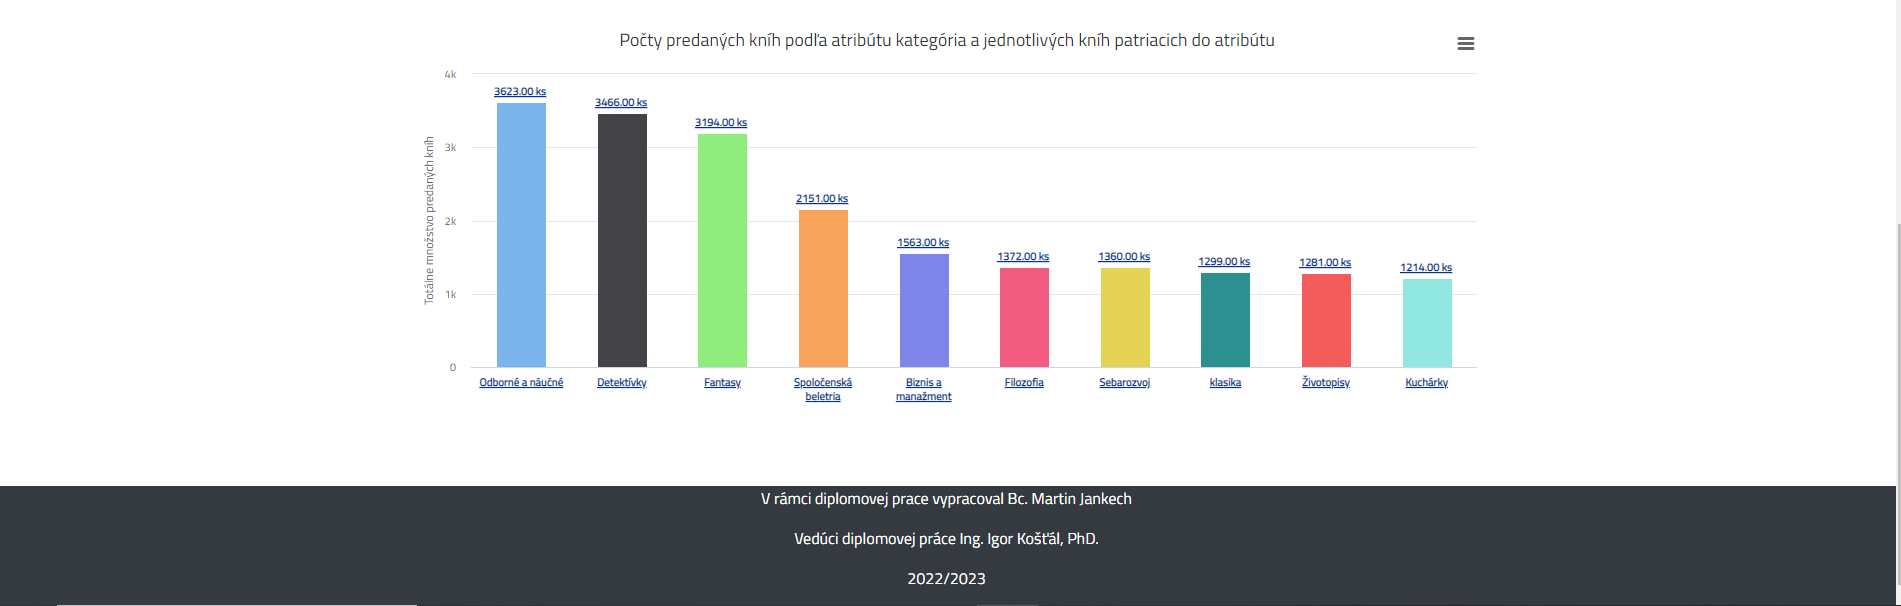 Počty predaných kníh podľa atribútu kategória a jednotlivých kníh patriacich do atribútu
Totálne množstvo predaných kníh
4k
3k
2k
1k
0
3623.00 ks
3466.00 ks
3194.00 ks
2151.00 ks
1563.00 ks
1372.00 ks
1360.00 ks
1299.00 ks
1281.00 ks
1214.00 ks
Odborné a náučné
Detektívky
Fantasy
Spoločenská
beletria
Biznis a
manažment
Filozofia
Sebarozvoj
klasika
Životopisy
Kuchárky
V rámci diplomovej prace vypracoval Bc. Martin Jankech
Vedúci diplomovej práce Ing. Igor Košťál, PhD.
2022/2023